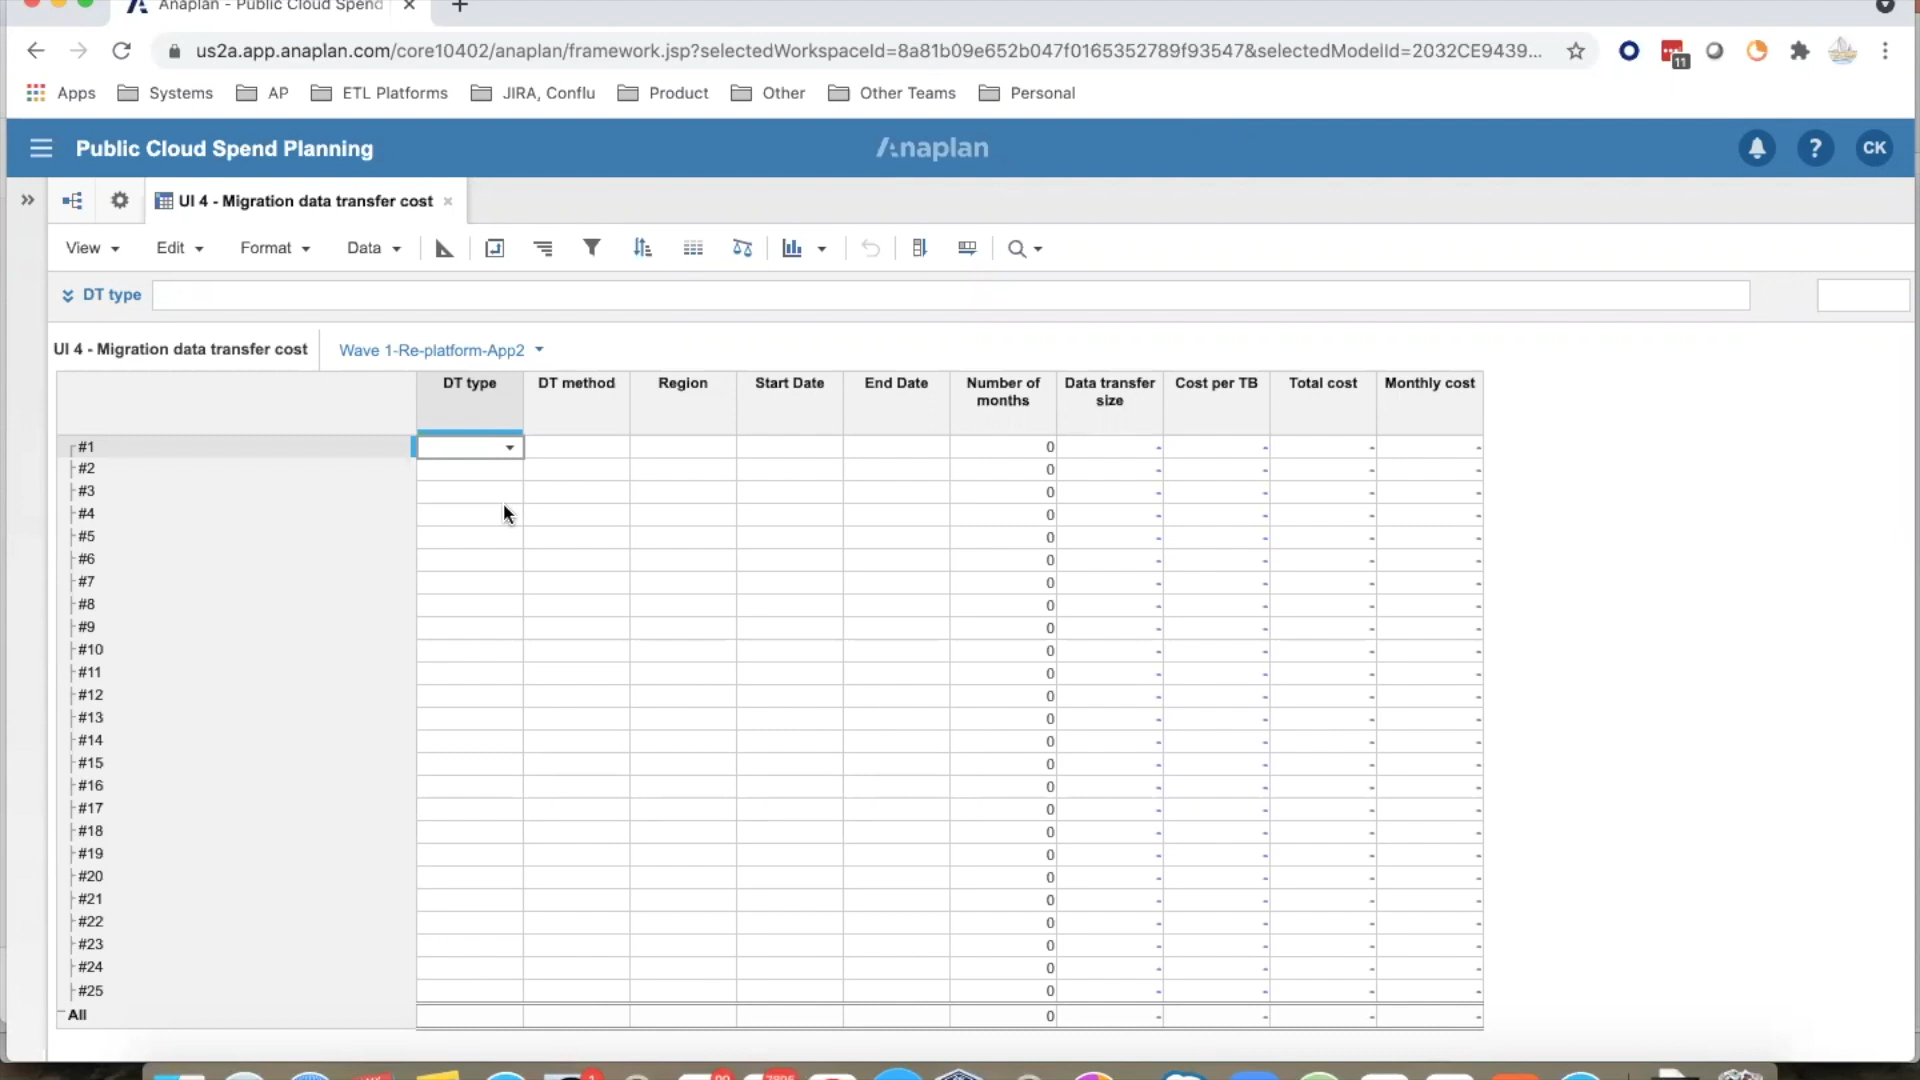 Anaplan - Public Cloud Spend
us2a.app.anaplan.com/core10402/anaplan/framework.jsp?selectedWorkspaceId=8a81b09e652b047f0165352789f93547&selectedModelId=2032CE9439...
11
Apps Systems AP ETL Platforms JIRA, Conflu Product Other Other Teams Personal
Public Cloud Spend Planning Anaplan ? CK
UI 4 - Migration data transfer cost
View Edit Format Data
DT type
UI 4 - Migration data transfer cost Wave 1-Re-platform-App2
DT type DT method Region Start Date End Date Number of months Data transfer size Cost per TB Total cost Monthly cost
#1 0 - - - -
#2 0 - - - -
#3 0 - - - -
#4 0 - - - -
#5 0 - - - -
#6 0 - - - -
#7 0 - - - -
#8 0 - - - -
#9 0 - - - -
#10 0 - - - -
#11 0 - - - -
#12 0 - - - -
#13 0 - - - -
#14 0 - - - -
#15 0 - - - -
#16 0 - - - -
#17 0 - - - -
#18 0 - - - -
#19 0 - - - -
#20 0 - - - -
#21 0 - - - -
#22 0 - - - -
#23 0 - - - -
#24 0 - - - -
#25 0 - - - -
All 0 - - - -